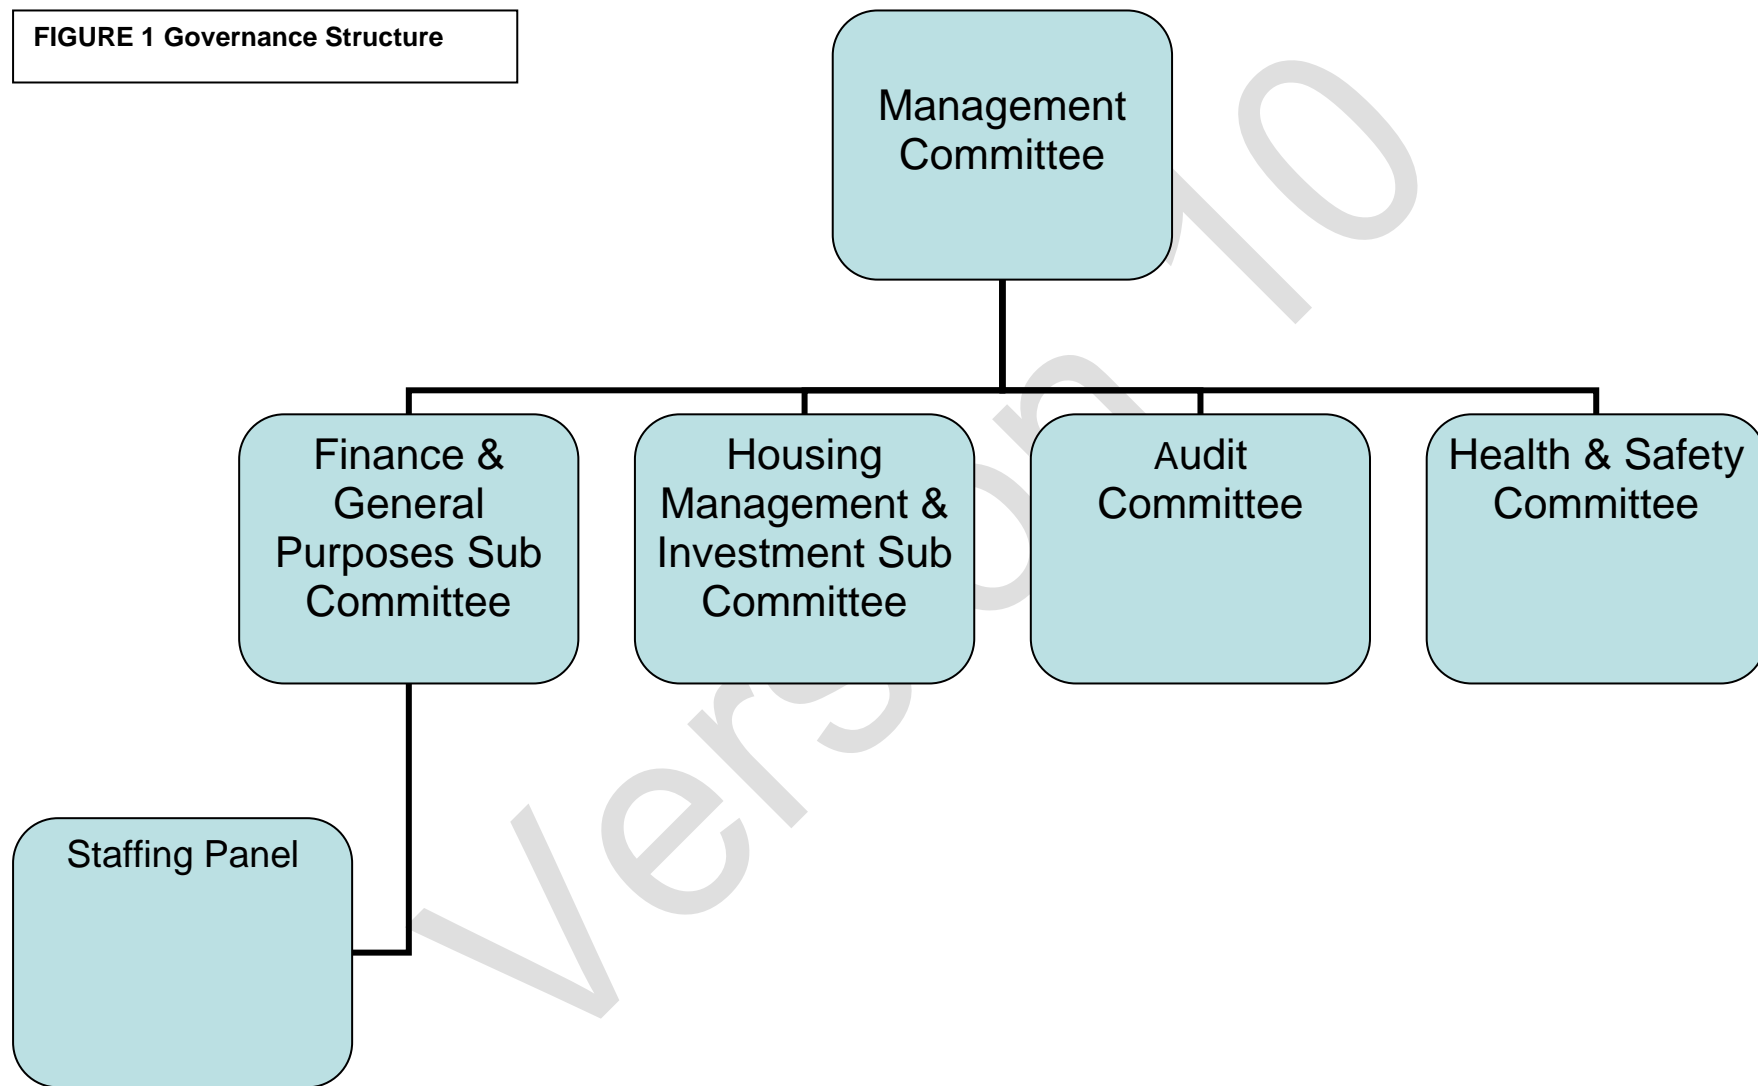 FIGURE 1 Governance Structure
Management
Committee
Finance &
General
Purposes Sub
Committee
Housing
Management &
Investment Sub
Committee
Audit
Committee
Health & Safety
Committee
Staffing Panel
Version 10